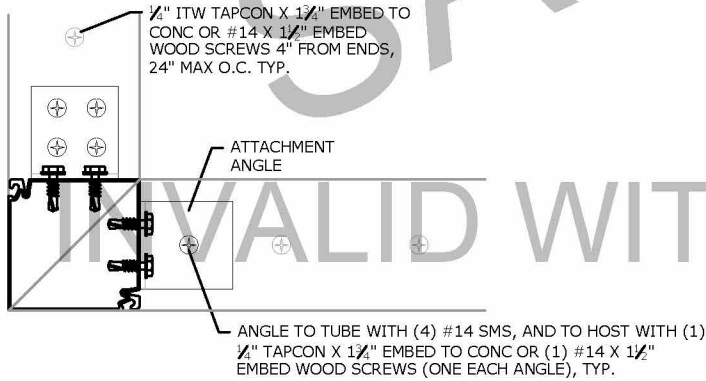 ¼" ITW TAPCON X 1¾" EMBED TO
CONC OR #14 X 1½" EMBED
WOOD SCREWS 4" FROM ENDS,
24" MAX O.C. TYP.
ATTACHMENT
ANGLE
INVALID WIT
ANGLE TO TUBE WITH (4) #14 SMS, AND TO HOST WITH (1)
¼" TAPCON X 1¾" EMBED TO CONC OR (1) #14 X 1½"
EMBED WOOD SCREWS (ONE EACH ANGLE), TYP.